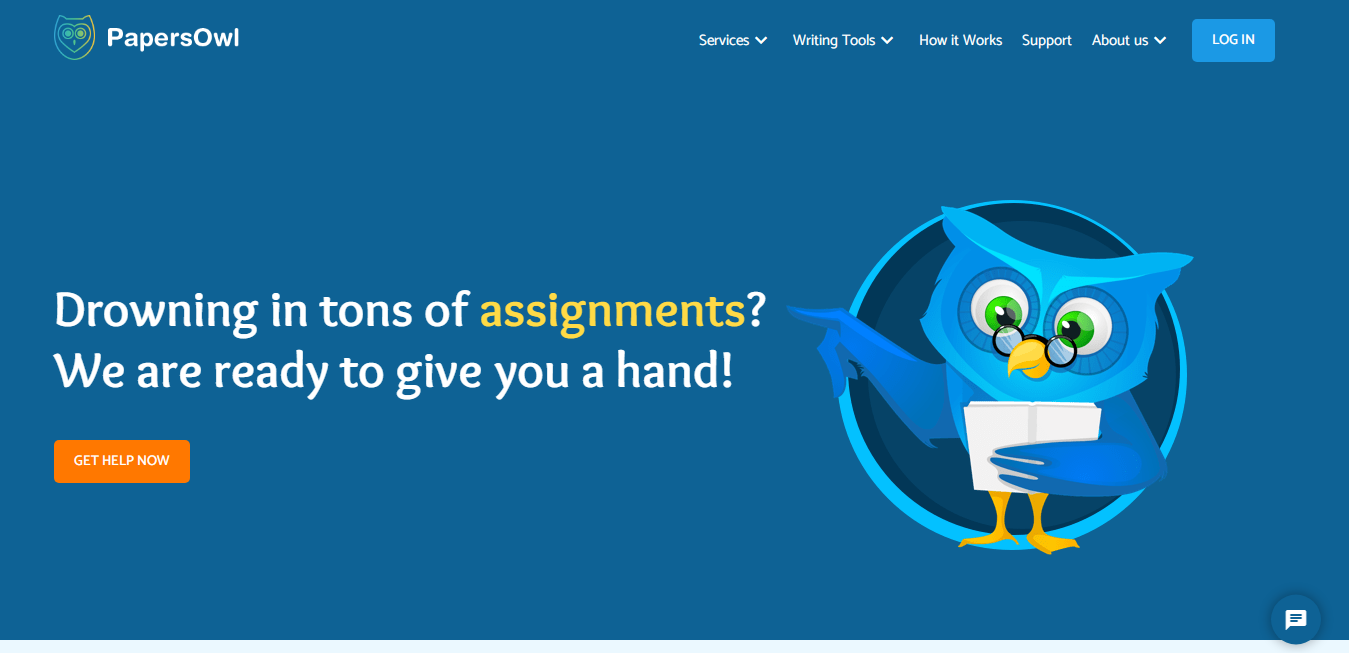 PapersOwl
Services
Writing Tools
How it Works
Support
About us
LOG IN
Drowning in tons of assignments?
We are ready to give you a hand!
GET HELP NOW